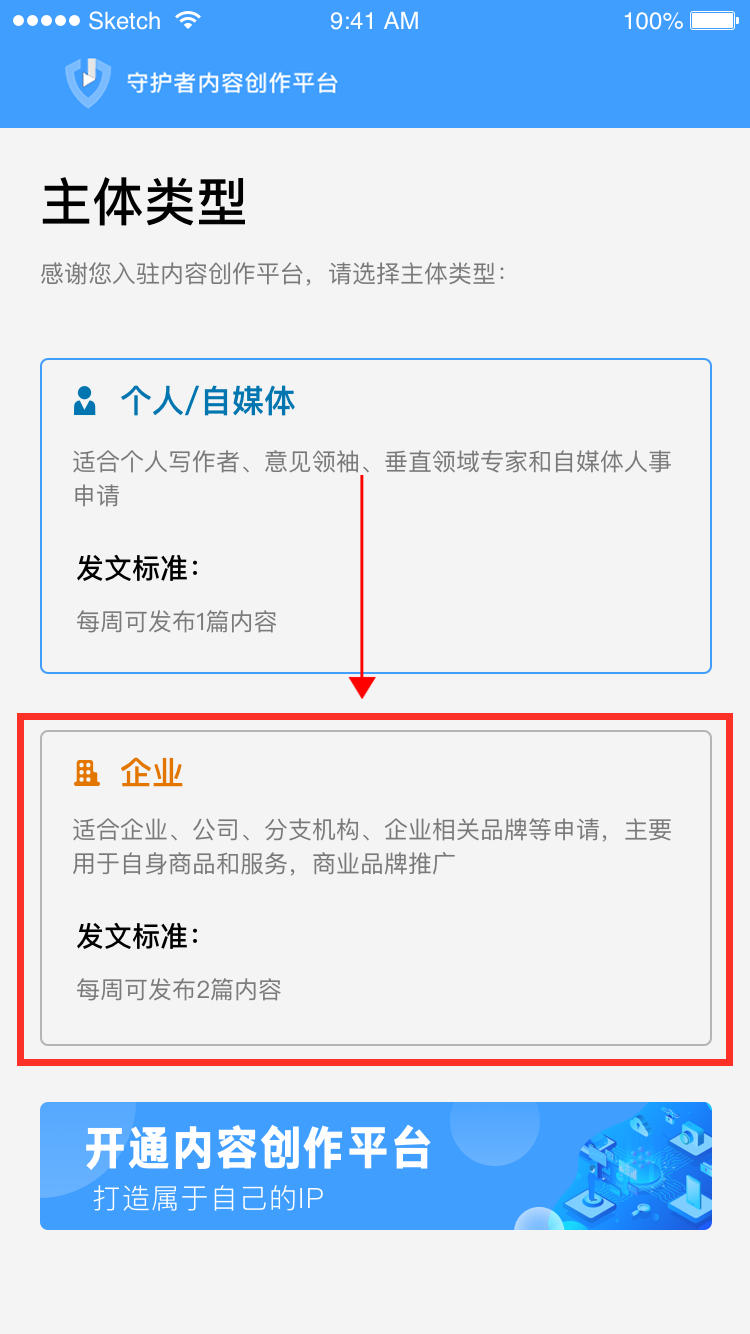 Sketch 9:41 AM 100%
守护者内容创作平台
主体类型
感谢您入驻内容创作平台，请选择主体类型：
个人/自媒体
适合个人写作者、意见领袖、垂直领域专家和自媒体人事
申请
发文标准：
每周可发布1篇内容
企业
适合企业、公司、分支机构、企业相关品牌等申请，主要
用于自身商品和服务，商业品牌推广
发文标准：
每周可发布2篇内容
开通内容创作平台
打造属于自己的IP